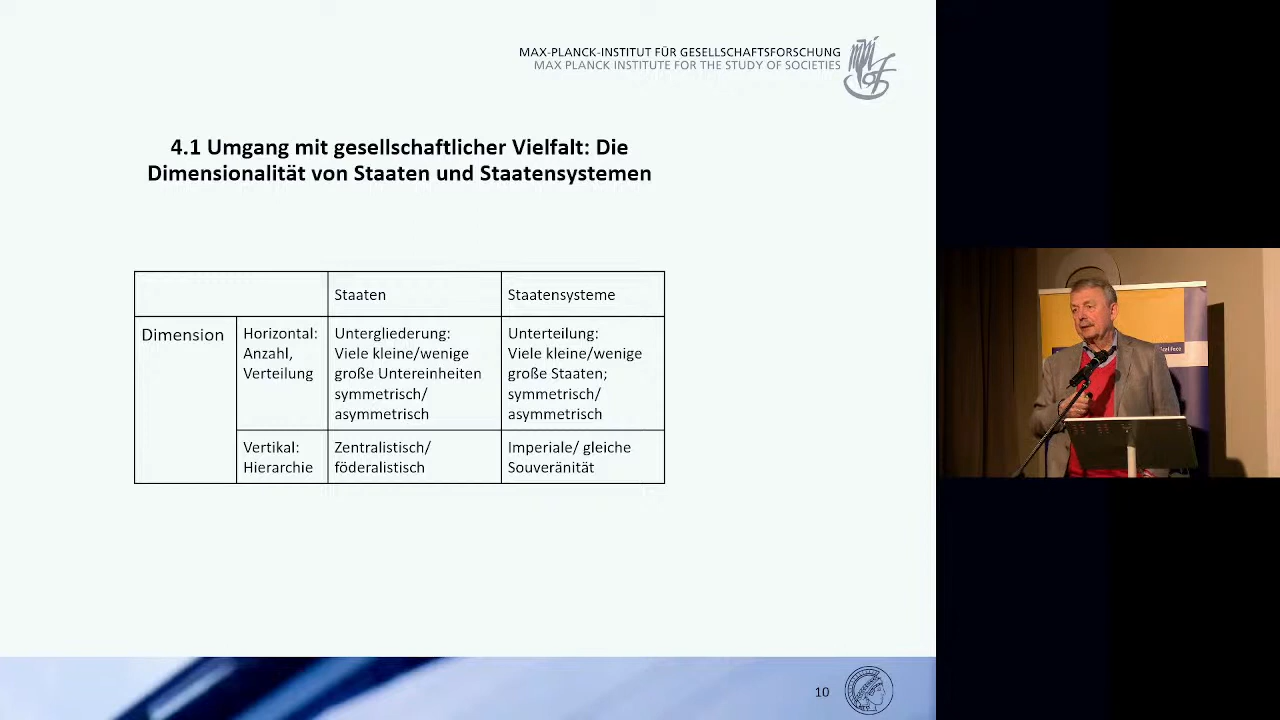 MAX-PLANCK-INSTITUT FÜR GESELLSCHAFTSFORSCHUNG
MAX PLANCK INSTITUTE FOR THE STUDY OF SOCIETIES
4.1 Umgang mit gesellschaftlicher Vielfalt: Die
Dimensionalität von Staaten und Staatensystemen
Staaten
Staatensysteme
Dimension
Horizontal:
Anzahl,
Verteilung
Untergliederung:
Viele kleine/wenige
große Untereinheiten
symmetrisch/
asymmetrisch
Unterteilung:
Viele kleine/wenige
große Staaten;
symmetrisch/
asymmetrisch
Vertikal:
Hierarchie
Zentralistisch/
föderalistisch
Imperiale/ gleiche
Souveränität
10